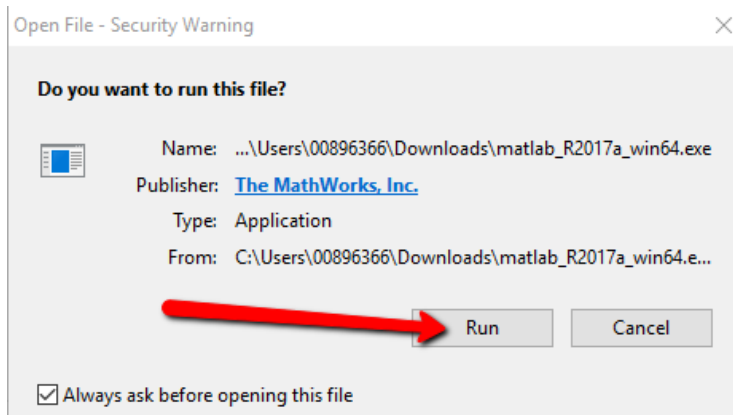 Open File - Security Warning
Do you want to run this file?
Name: ...\Users\00896366\Downloads\matlab_R2017a_win64.exe
Publisher: The MathWorks, Inc.
Type: Application
From: C:\Users\00896366\Downloads\matlab_R2017a_win64.e...
Run Cancel
Always ask before opening this file